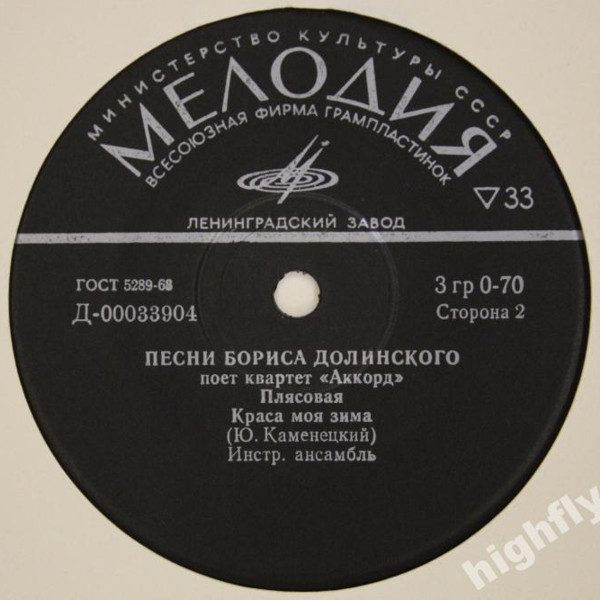 МИНИСТЕРСТВО КУЛЬТУРЫ СССР
МЕЛОДИЯ
ВСЕСОЮЗНАЯ ФИРМА ГРАМПЛАСТИНОК
▽33
ЛЕНИНГРАДСКИЙ ЗАВОД
ГОСТ 5289-68
3 гр 0-70
Д-00033904
Сторона 2
ПЕСНИ БОРИСА ДОЛИНСКОГО
поет квартет «Аккорд»
Плясовая
Краса моя зима
(Ю. Каменецкий)
Инстр. ансамбль
highfly